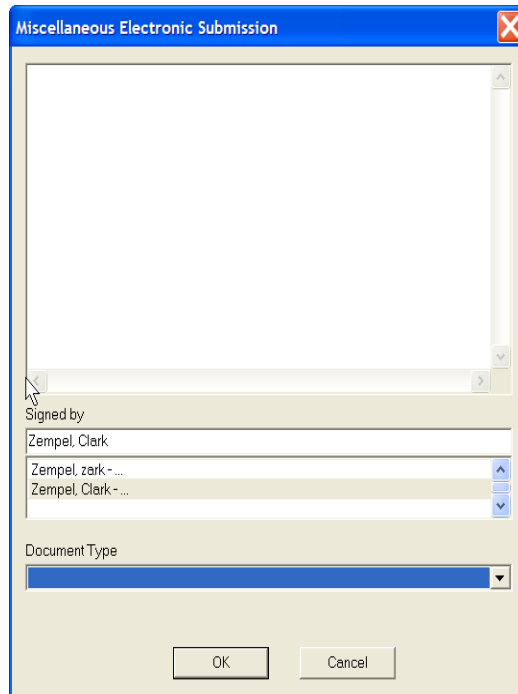 Miscellaneous Electronic Submission
Signed by
Zempel, Clark
Zempel, zark - ...
Zempel, Clark - ...
Document Type
OK
Cancel